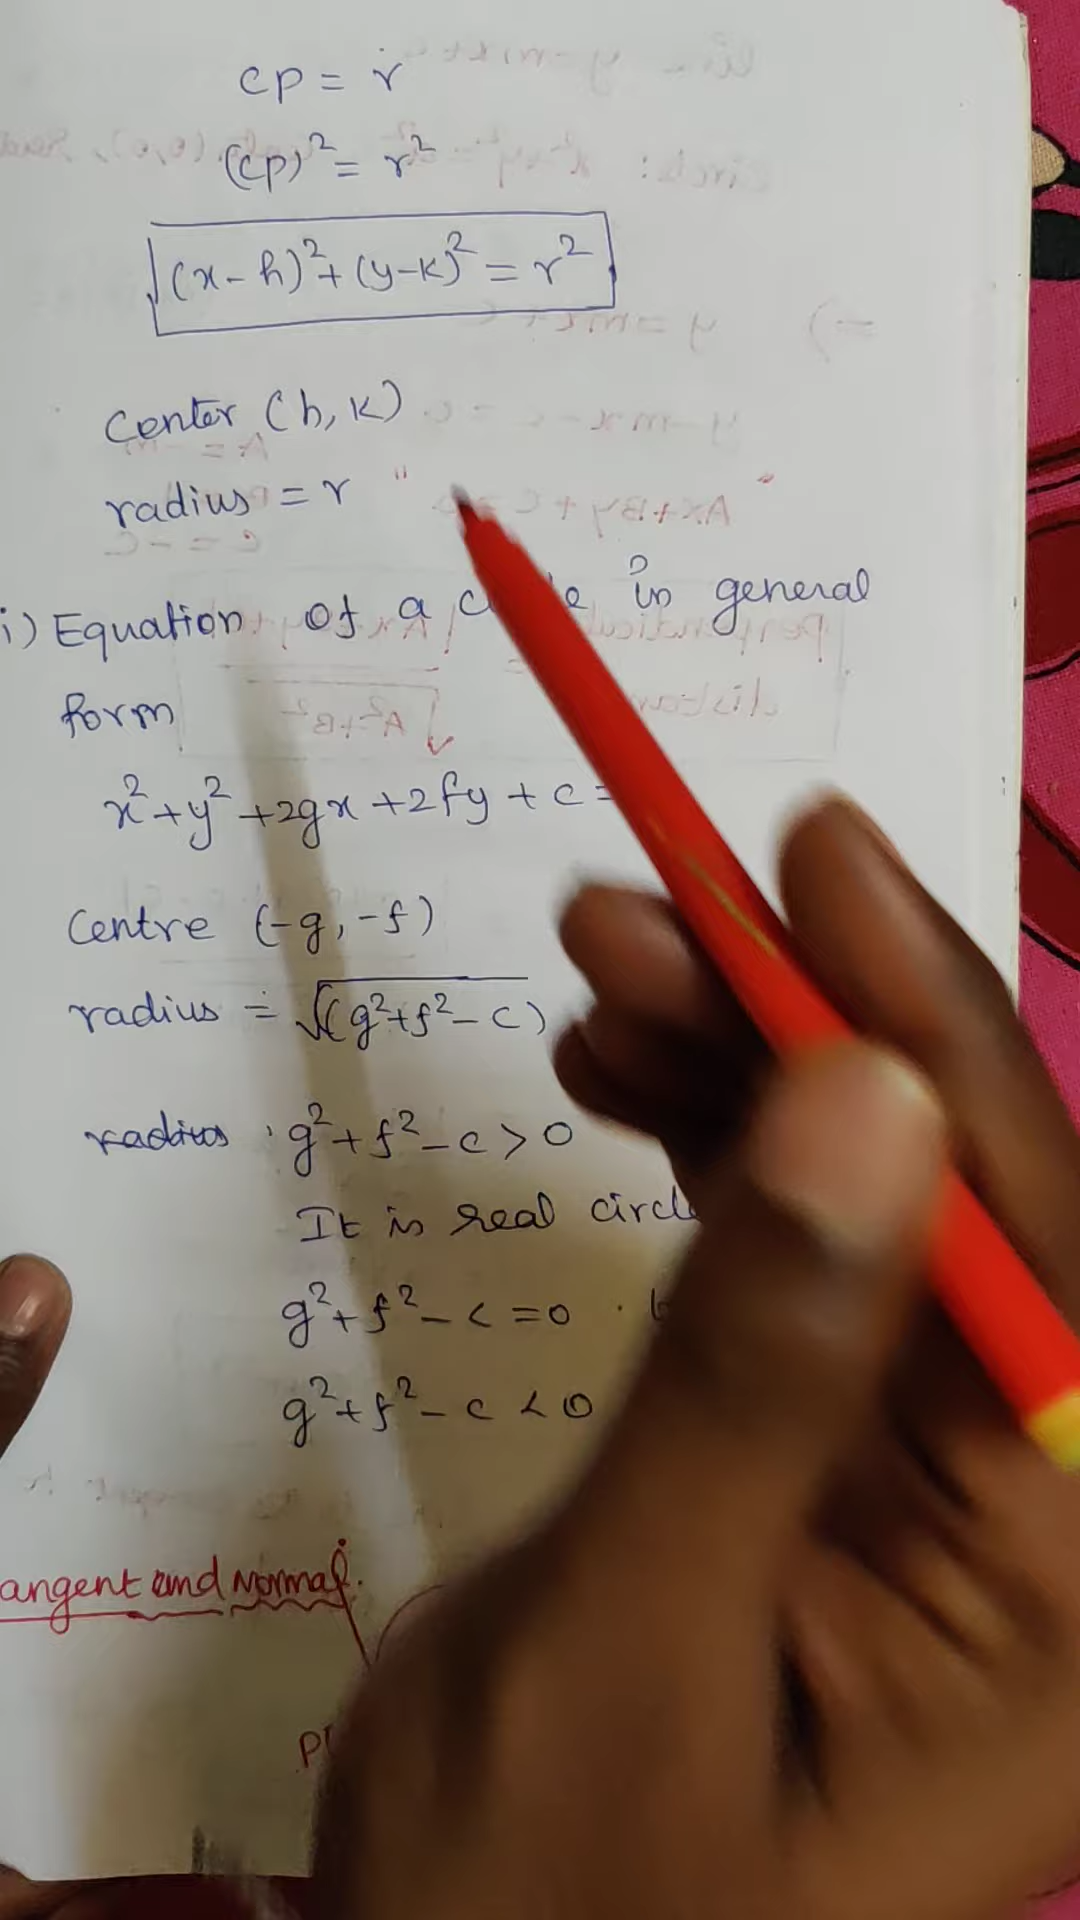 CP = r
(CP)² = r²
(x-h)² + (y-k)² = r²
Center (h, k)
radius = r
i) Equation of a in general
form
x² + y² + 2gx + 2fy + c =
Centre (-g, -f)
radius = √(g²+f²-c)
radius g²+f²-c > 0
It is real circle
g²+f²-c = 0
g²+f²-c < 0
angent and Normal